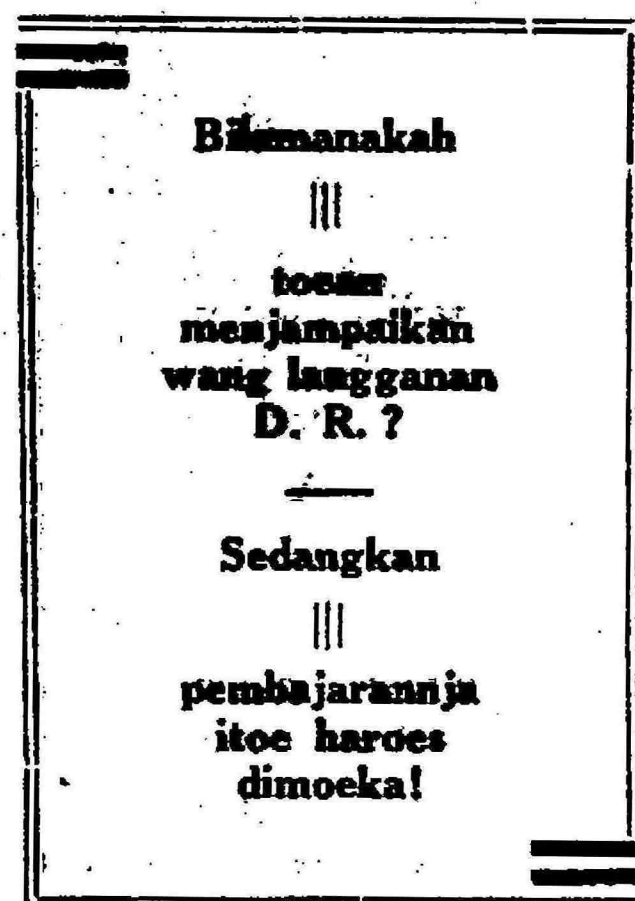 Bilamanakah
toean
menjampaikan
wang langganan
D. R. ?
Sedangkan
pembajarannja
itoe haroes
dimoeka!